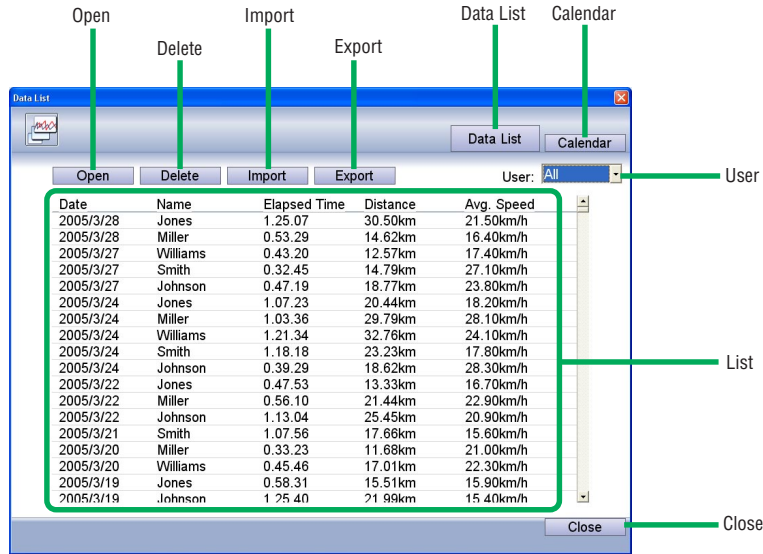 Open Import Data List Calendar
Delete Export
Data List
Data List Calendar
Open Delete Import Export User: All User
Date Name Elapsed Time Distance Avg. Speed
2005/3/28 Jones 1.25.07 30.50km 21.50km/h
2005/3/28 Miller 0.53.29 14.62km 16.40km/h
2005/3/27 Williams 0.43.20 12.57km 17.40km/h
2005/3/27 Smith 0.32.45 14.79km 27.10km/h
2005/3/27 Johnson 0.47.19 18.77km 23.80km/h
2005/3/24 Jones 1.07.23 20.44km 18.20km/h
2005/3/24 Miller 1.03.36 29.79km 28.10km/h
2005/3/24 Williams 1.21.34 32.76km 24.10km/h
2005/3/24 Smith 1.18.18 23.23km 17.80km/h
2005/3/24 Johnson 0.39.29 18.62km 28.30km/h
List
2005/3/22 Jones 0.47.53 13.33km 16.70km/h
2005/3/22 Miller 0.56.10 21.44km 22.90km/h
2005/3/22 Johnson 1.13.04 25.45km 20.90km/h
2005/3/21 Smith 1.07.56 17.66km 15.60km/h
2005/3/20 Miller 0.33.23 11.68km 21.00km/h
2005/3/20 Williams 0.45.46 17.01km 22.30km/h
2005/3/19 Jones 0.58.31 15.51km 15.90km/h
2005/3/19 Johnson 1.25.40 21.99km 15.40km/h
Close Close